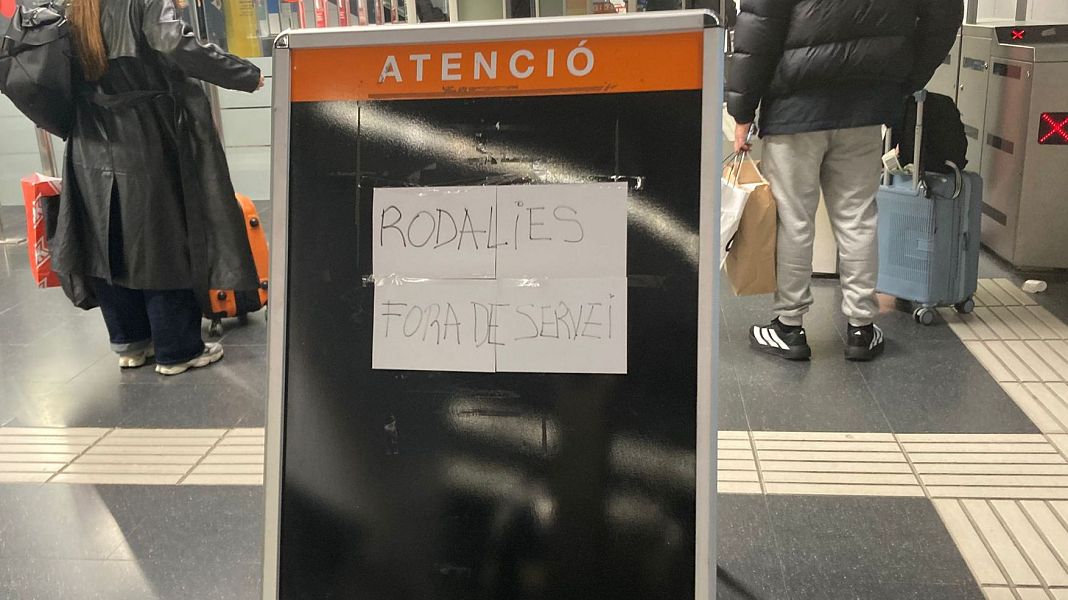 ATENCIÓ
RODALiES
FORA DE SERVEi